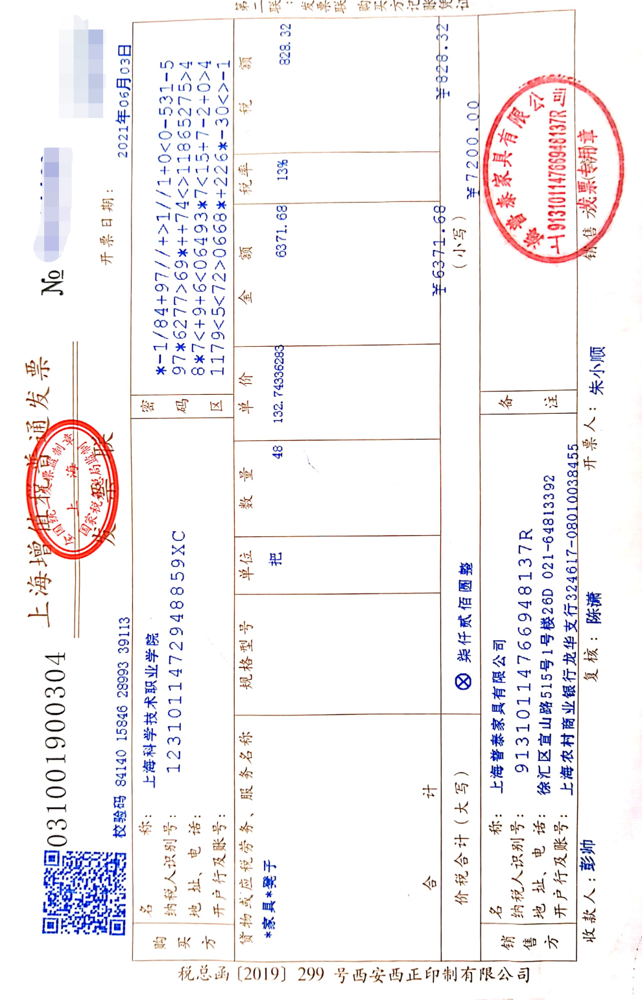 031001900304
上海增值税普通发票
发票联
全国统一发票监制章
上海
国家税务总局监制
№
校验码 84140 15846 28993 39113
开票日期： 2021年06月03日
购买方
名称： 上海科学技术职业学院
纳税人识别号： 12310114729488859XC
地址、电话：
开户行及账号：
密码区
*-1/84+97//+>1//1+0<0-531-5
97*6277>69*++74<>11865275>4
8*7<+9+6<06493*7<15+7-2+0>4
1179<5<72>0668*+226*-30<>-1
货物或应税劳务、服务名称 规格型号 单位 数量 单价 金额 税率 税额
*家具*凳子 把 48 132.74336283 6371.68 13% 828.32
合计 ¥6371.68 ¥828.32
价税合计（大写） ⊗柒仟贰佰圆整 （小写） ¥7200.00
销售方
名称： 上海普泰家具有限公司
纳税人识别号： 91310114766948137R
地址、电话： 徐汇区宜山路515号1号楼26D 021-64813392
开户行及账号： 上海农村商业银行龙华支行324617-08010038455
备注
上海普泰家具有限公司
91310114766948137R
发票专用章
收款人：彭帅 复核：陈潇 开票人：朱小顺 销售方（章）
第二联：发票联 购买方记账凭证
税总函〔2019〕299号西安西正印制有限公司